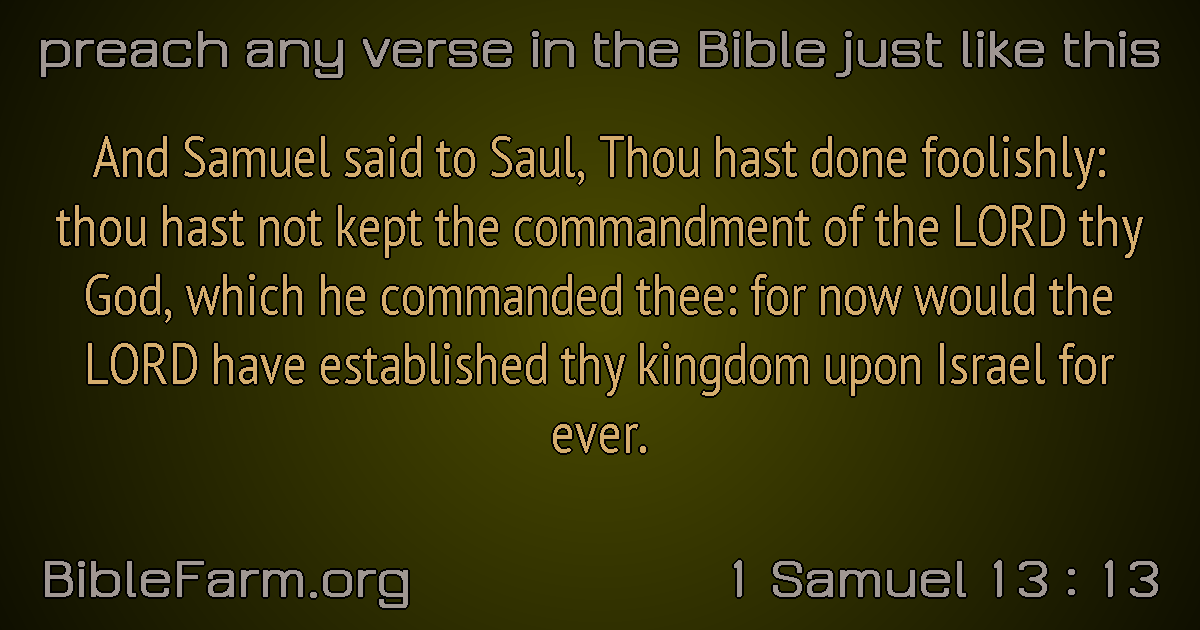 preach any verse in the Bible just like this
And Samuel said to Saul, Thou hast done foolishly:
thou hast not kept the commandment of the LORD thy
God, which he commanded thee: for now would the
LORD have established thy kingdom upon Israel for
ever.
BibleFarm.org
1 Samuel 13 : 13